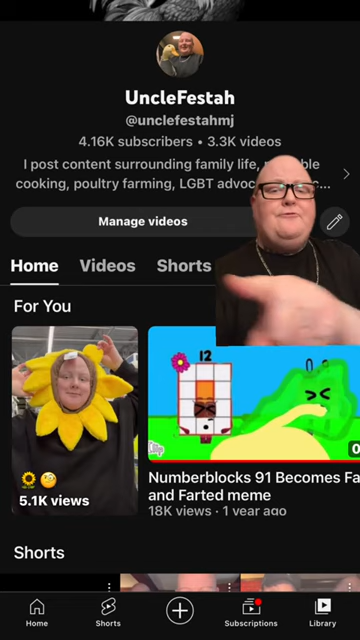 UncleFestah
@unclefestahmj
4.16K subscribers • 3.3K videos
I post content surrounding family life,
cooking, poultry farming, LGBT
Manage videos
Home Videos Shorts
For You
12
5.1K views
Numberblocks 91 Becomes Fa
and Farted meme
18K views · 1 year ago
Shorts
Home Shorts Subscriptions Library